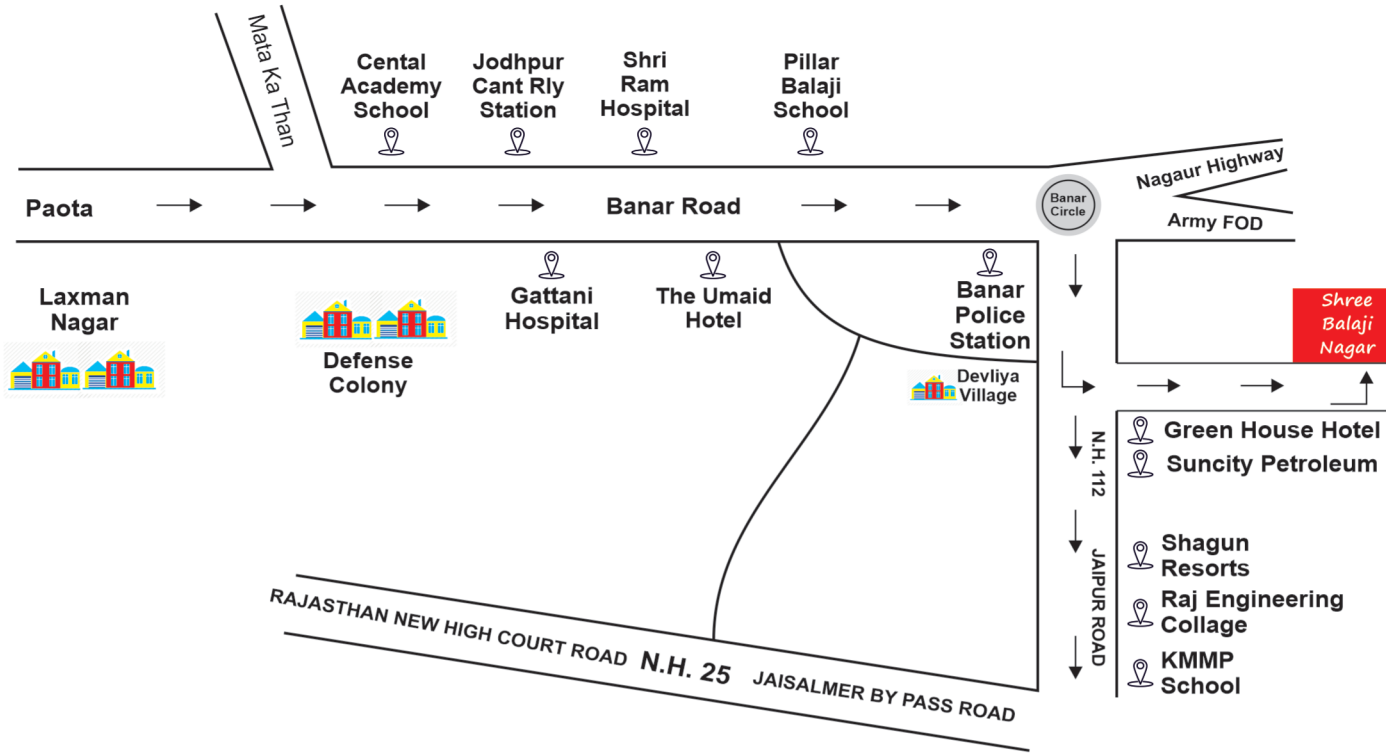 Mata Ka Than
Cental
Academy
School
Jodhpur
Cant Rly
Station
Shri
Ram
Hospital
Pillar
Balaji
School
Nagaur Highway
Paota
Banar Road
Banar
Circle
Army FOD
Laxman
Nagar
Defense
Colony
Gattani
Hospital
The Umaid
Hotel
Banar
Police
Station
Shree
Balaji
Nagar
Devliya
Village
Green House Hotel
Suncity Petroleum
N.H. 112
JAIPUR ROAD
Shagun
Resorts
Raj Engineering
Collage
KMMP
School
RAJASTHAN NEW HIGH COURT ROAD N.H. 25 JAISALMER BY PASS ROAD